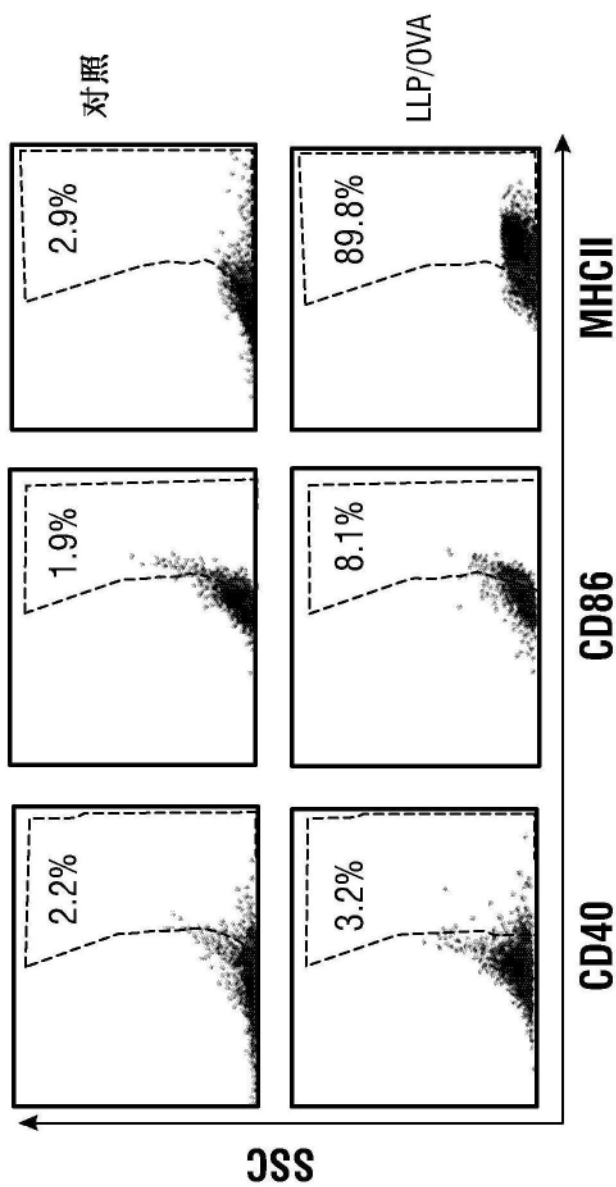 对照
2.2%
1.9%
2.9%
LLP/OVA
3.2%
8.1%
89.8%
SSC
CD40
CD86
MHCII